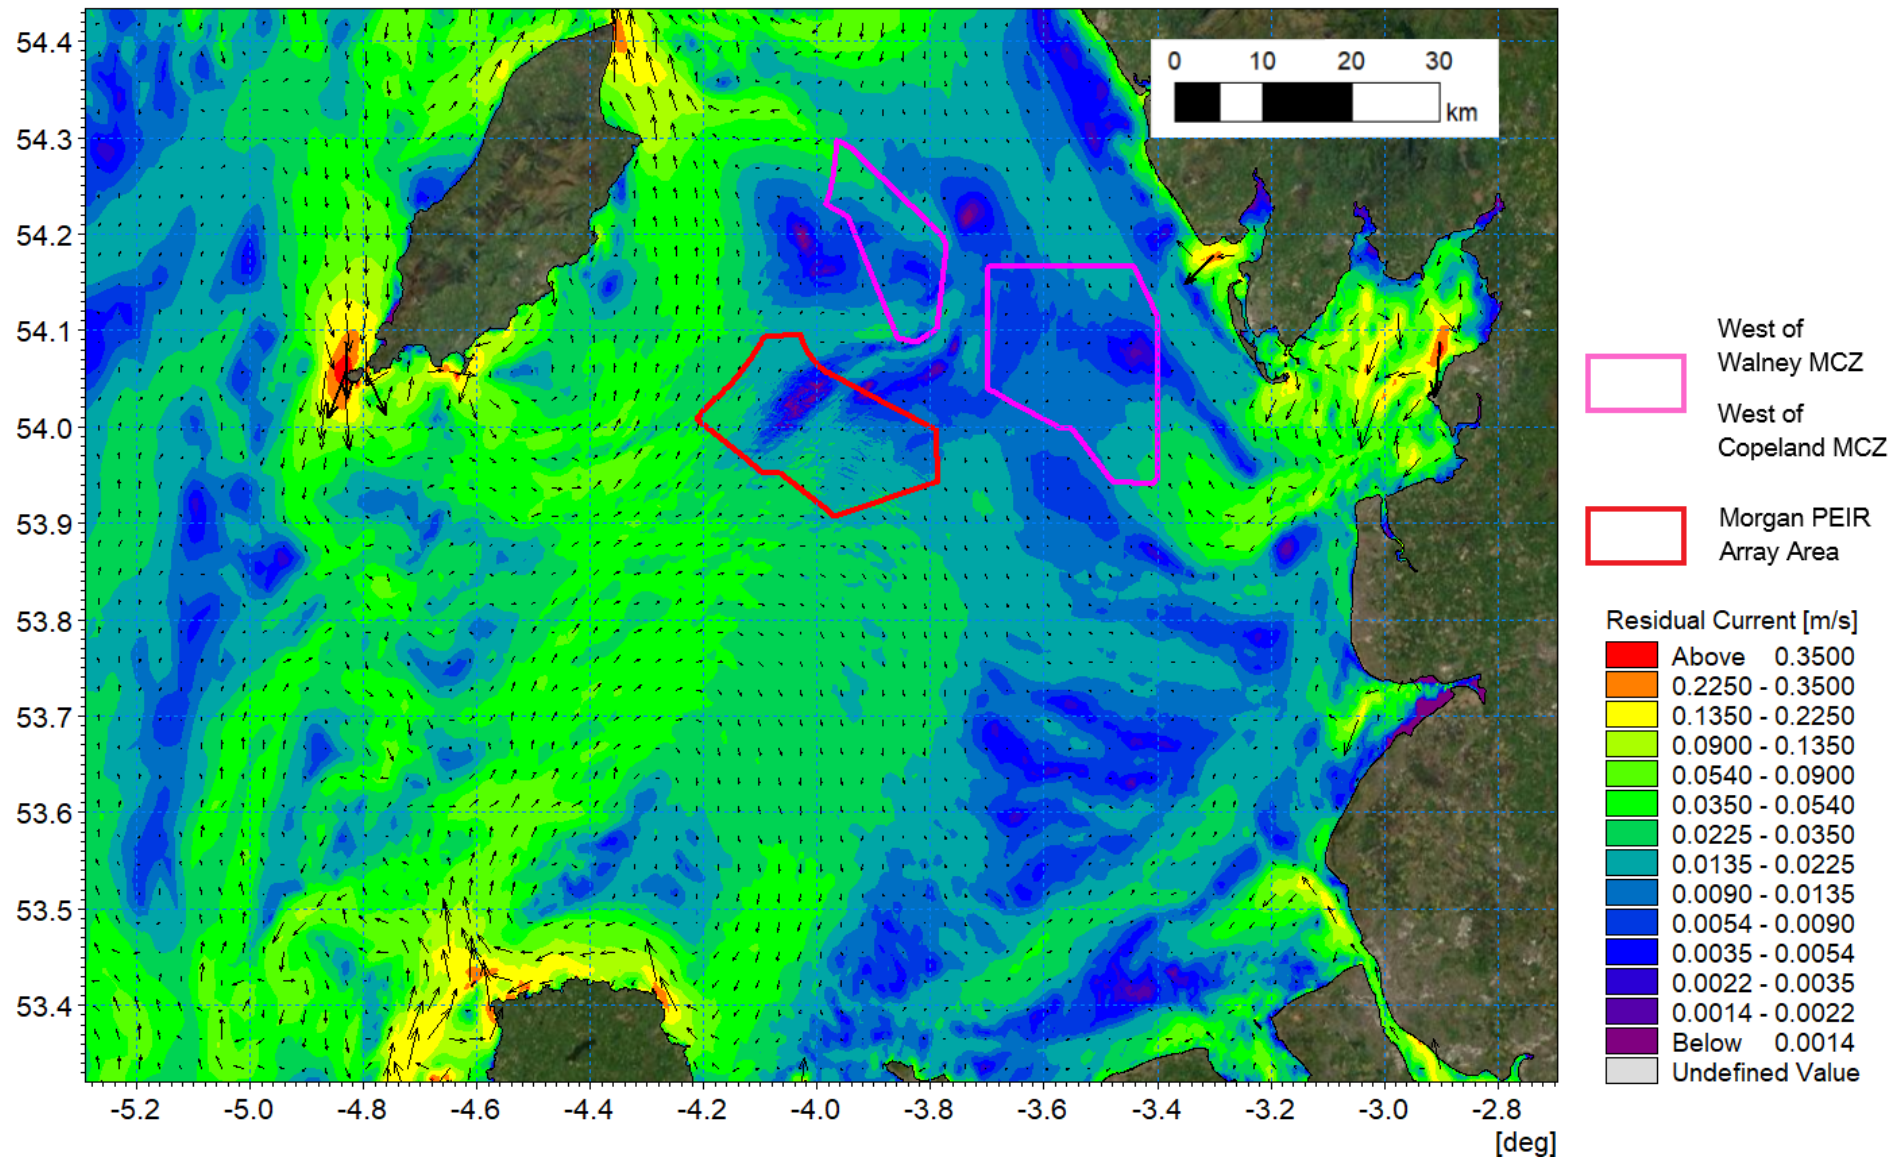 54.4
54.3
54.2
54.1
54.0
53.9
53.8
53.7
53.6
53.5
53.4
-5.2 -5.0 -4.8 -4.6 -4.4 -4.2 -4.0 -3.8 -3.6 -3.4 -3.2 -3.0 -2.8
[deg]
0 10 20 30
km
West of
Walney MCZ
West of
Copeland MCZ
Morgan PEIR
Array Area
Residual Current [m/s]
Above 0.3500
0.2250 - 0.3500
0.1350 - 0.2250
0.0900 - 0.1350
0.0540 - 0.0900
0.0350 - 0.0540
0.0225 - 0.0350
0.0135 - 0.0225
0.0090 - 0.0135
0.0054 - 0.0090
0.0035 - 0.0054
0.0022 - 0.0035
0.0014 - 0.0022
Below 0.0014
Undefined Value